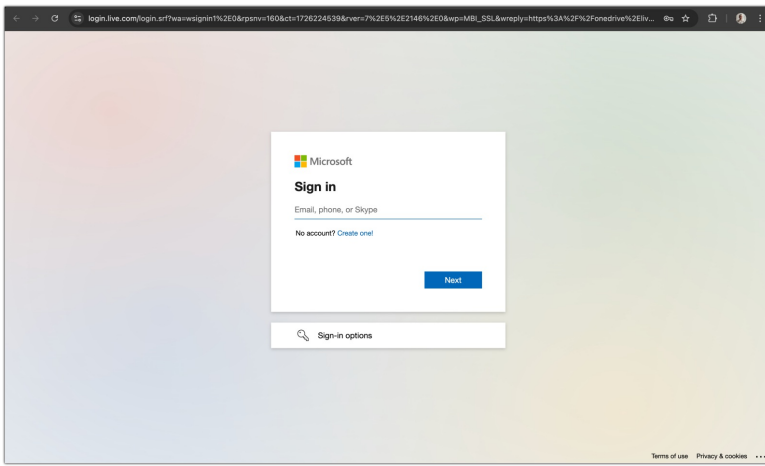 login.live.com/login.srf?wa=wsignin1%2E0&rpsnv=160&ct=1726224539&rver=7%2E5%2E2146%2E0&wp=MBI_SSL&wreply=https%3A%2F%2Fonedrive%2Eliv...
Microsoft
Sign in
Email, phone, or Skype
No account? Create one!
Next
Sign-in options
Terms of use Privacy & cookies ...